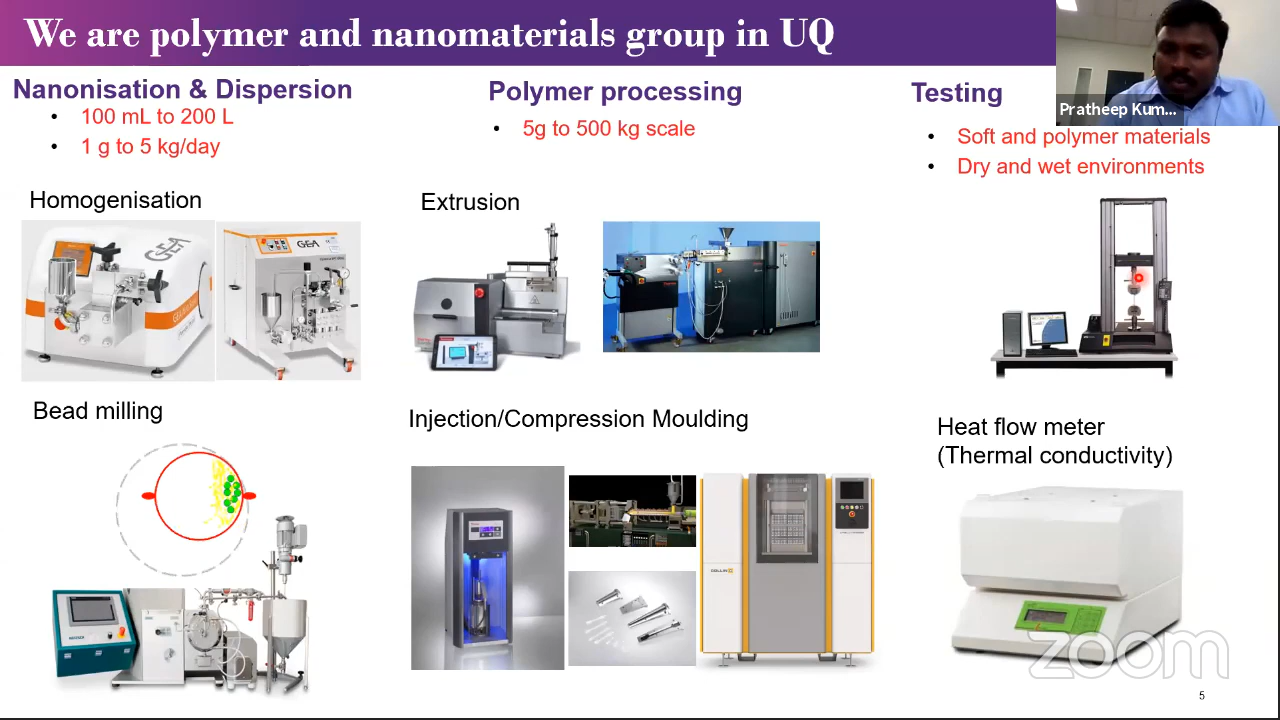 We are polymer and nanomaterials group in UQ
Pratheep Kum...
Nanonisation & Dispersion
• 100 mL to 200 L
• 1 g to 5 kg/day
Polymer processing
• 5g to 500 kg scale
Testing
• Soft and polymer materials
• Dry and wet environments
Homogenisation
GEA
GEA
Extrusion
Bead milling
Injection/Compression Moulding
Heat flow meter
(Thermal conductivity)
zoom
5